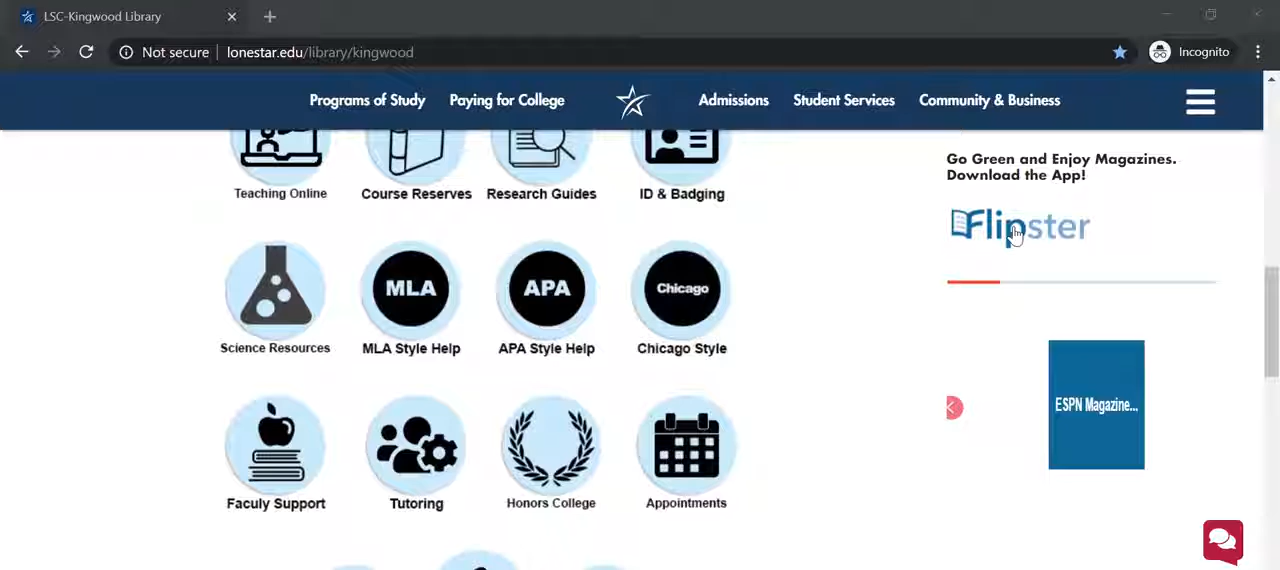 LSC-Kingwood Library
Not secure
lonestar.edu/library/kingwood
Incognito
Programs of Study
Paying for College
Admissions
Student Services
Community & Business
Teaching Online
Course Reserves
Research Guides
ID & Badging
Go Green and Enjoy Magazines.
Download the App!
Flipster
MLA
APA
Chicago
Science Resources
MLA Style Help
APA Style Help
Chicago Style
ESPN Magazine...
Faculy Support
Tutoring
Honors College
Appointments